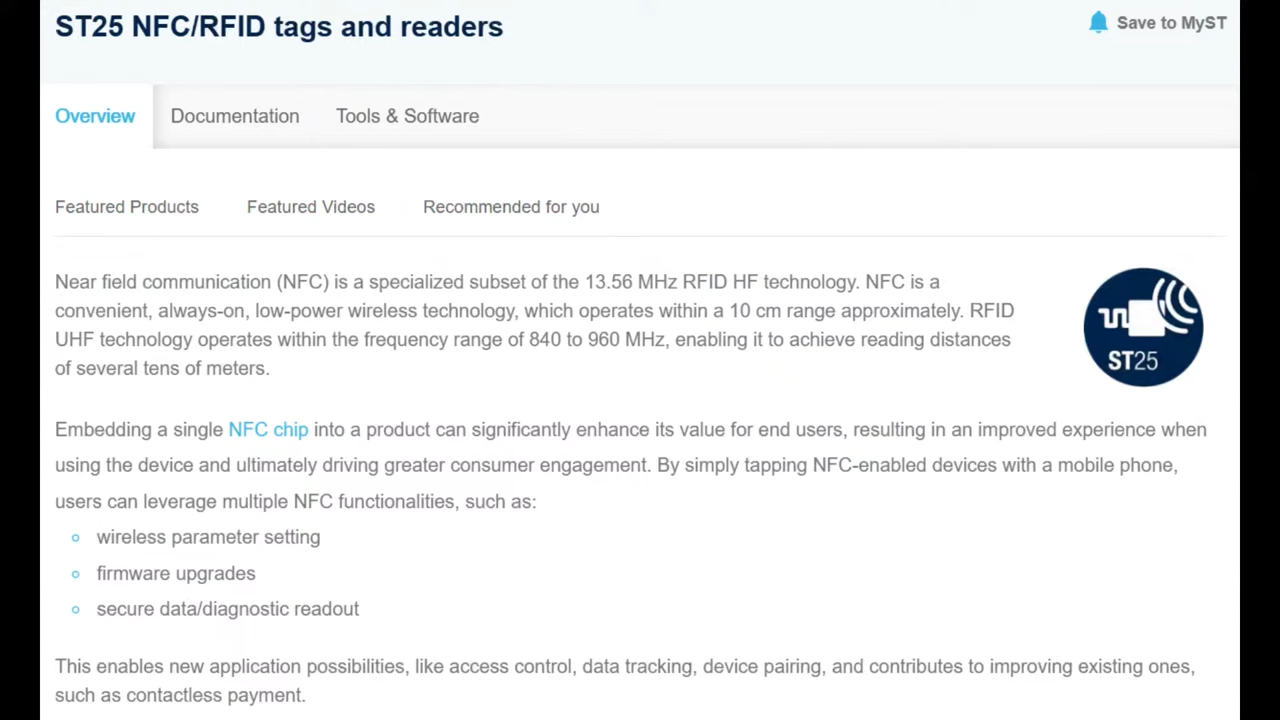 ST25 NFC/RFID tags and readers
Save to MyST
Overview
Documentation
Tools & Software
Featured Products
Featured Videos
Recommended for you
Near field communication (NFC) is a specialized subset of the 13.56 MHz RFID HF technology. NFC is a
convenient, always-on, low-power wireless technology, which operates within a 10 cm range approximately. RFID
UHF technology operates within the frequency range of 840 to 960 MHz, enabling it to achieve reading distances
of several tens of meters.
ST25
Embedding a single NFC chip into a product can significantly enhance its value for end users, resulting in an improved experience when
using the device and ultimately driving greater consumer engagement. By simply tapping NFC-enabled devices with a mobile phone,
users can leverage multiple NFC functionalities, such as:
wireless parameter setting
firmware upgrades
secure data/diagnostic readout
This enables new application possibilities, like access control, data tracking, device pairing, and contributes to improving existing ones,
such as contactless payment.